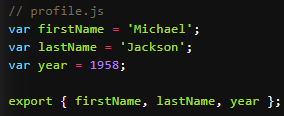 // profile.js
var firstName = 'Michael';
var lastName = 'Jackson';
var year = 1958;

export { firstName, lastName, year };